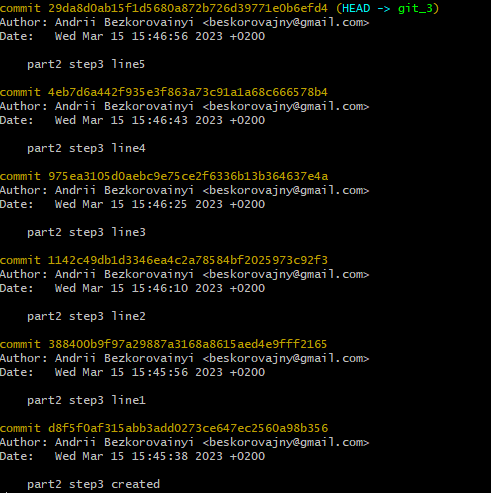 commit 29da8d0ab15f1d5680a872b726d39771e0b6efd4 (HEAD -> git_3)
Author: Andrii Bezkorovainyi <beskorovajny@gmail.com>
Date:   Wed Mar 15 15:46:56 2023 +0200
part2 step3 line5
commit 4eb7d6a442f935e3f863a73c91a1a68c666578b4
Author: Andrii Bezkorovainyi <beskorovajny@gmail.com>
Date:   Wed Mar 15 15:46:43 2023 +0200
part2 step3 line4
commit 975ea3105d0aebc9e75ce2f6336b13b364637e4a
Author: Andrii Bezkorovainyi <beskorovajny@gmail.com>
Date:   Wed Mar 15 15:46:25 2023 +0200
part2 step3 line3
commit 1142c49db1d3346ea4c2a78584bf2025973c92f3
Author: Andrii Bezkorovainyi <beskorovajny@gmail.com>
Date:   Wed Mar 15 15:46:10 2023 +0200
part2 step3 line2
commit 388400b9f97a29887a3168a8615aed4e9fff2165
Author: Andrii Bezkorovainyi <beskorovajny@gmail.com>
Date:   Wed Mar 15 15:45:56 2023 +0200
part2 step3 line1
commit d8f5f0af315abb3add0273ce647ec2560a98b356
Author: Andrii Bezkorovainyi <beskorovajny@gmail.com>
Date:   Wed Mar 15 15:45:38 2023 +0200
part2 step3 created